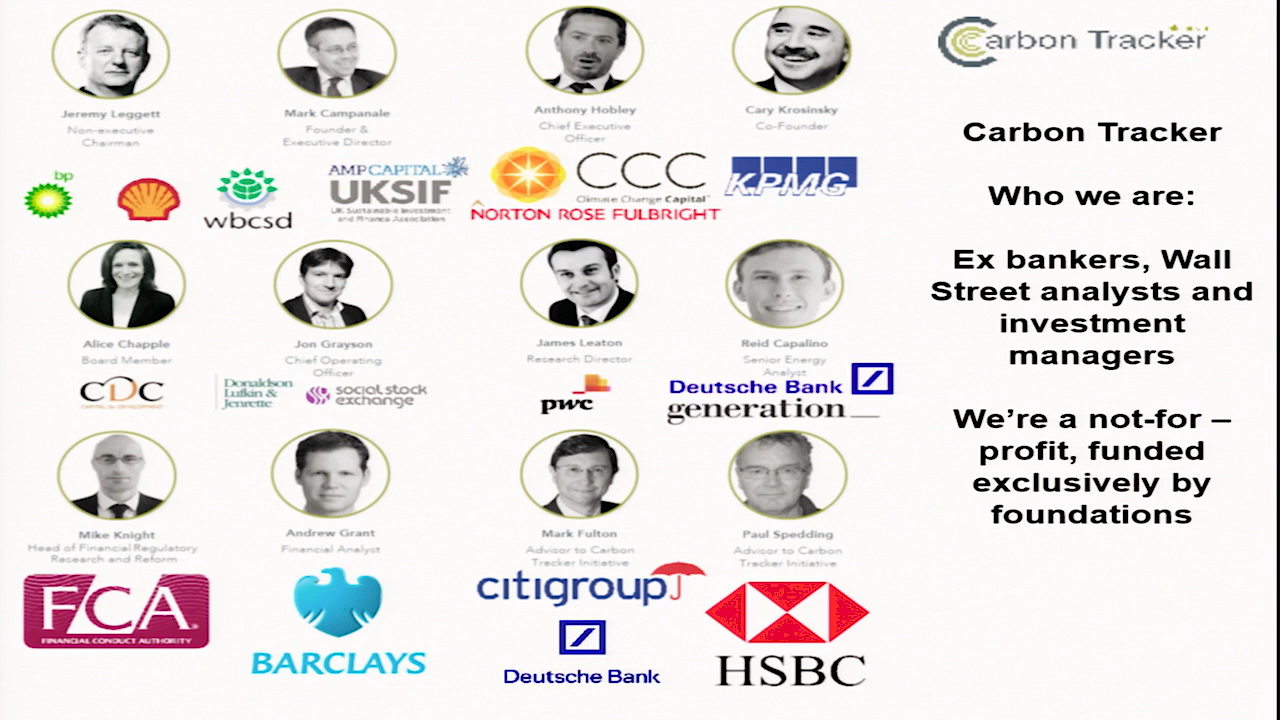 Carbon Tracker
Jeremy Leggett
Non-executive
Chairman
Mark Campanale
Founder &
Executive Director
Anthony Hobley
Chief Executive
Officer
Cary Krosinsky
Co-Founder
bp
wbcsd
AMPCAPITAL
UKSIF
UK Sustainable Investment
and Finance Association
CCC
Climate Change Capital
NORTON ROSE FULBRIGHT
KPMG
Alice Chapple
Board Member
Jon Grayson
Chief Operating
Officer
James Leaton
Research Director
Reid Capalino
Senior Energy
Analyst
CDC
CAPITAL for DEVELOPMENT
Donaldson
Lufkin &
Jenrette
social stock
exchange
pwc
Deutsche Bank
generation
Mike Knight
Head of Financial Regulatory
Research and Reform
Andrew Grant
Financial Analyst
Mark Fulton
Advisor to Carbon
Tracker Initiative
Paul Spedding
Advisor to Carbon
Tracker Initiative
FCA
FINANCIAL CONDUCT AUTHORITY
BARCLAYS
citigroup
Deutsche Bank
HSBC
Carbon Tracker
Who we are:
Ex bankers, Wall
Street analysts and
investment
managers
We’re a not-for –
profit, funded
exclusively by
foundations